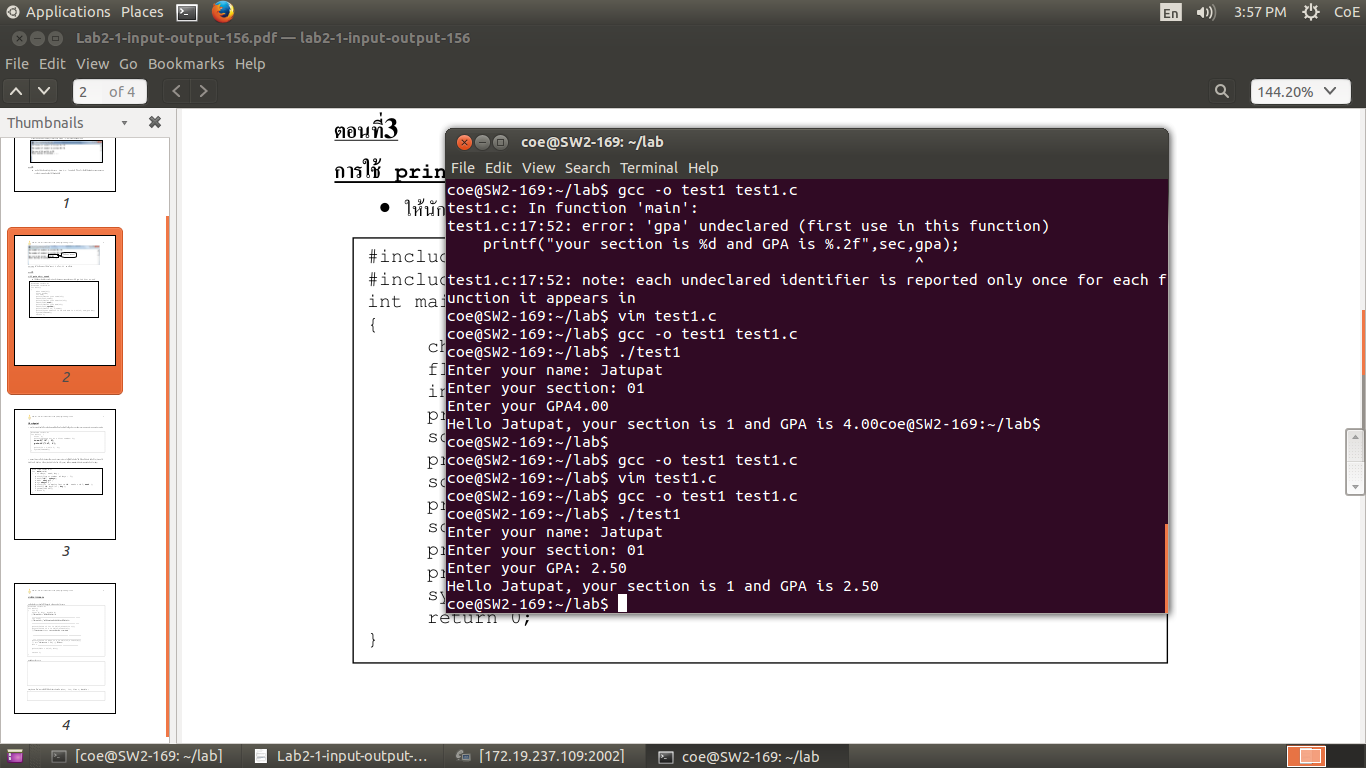 Applications Places En 3:57 PM CoE
Lab2-1-input-output-156.pdf — lab2-1-input-output-156
File Edit View Go Bookmarks Help
2 of 4 144.20%
Thumbnails
1
2
3
4
ตอนที่3
การใช้ prin
ให้นัก
#includ
#includ
int mai
{
ch
fl
in
pr
sc
pr
sc
pr
sc
pr
pr
sy
return 0;
}
coe@SW2-169: ~/lab
File Edit View Search Terminal Help
coe@SW2-169:~/lab$ gcc -o test1 test1.c
test1.c: In function 'main':
test1.c:17:52: error: 'gpa' undeclared (first use in this function)
printf("your section is %d and GPA is %.2f",sec,gpa);
^
test1.c:17:52: note: each undeclared identifier is reported only once for each f
unction it appears in
coe@SW2-169:~/lab$ vim test1.c
coe@SW2-169:~/lab$ gcc -o test1 test1.c
coe@SW2-169:~/lab$ ./test1
Enter your name: Jatupat
Enter your section: 01
Enter your GPA4.00
Hello Jatupat, your section is 1 and GPA is 4.00coe@SW2-169:~/lab$
coe@SW2-169:~/lab$
coe@SW2-169:~/lab$ gcc -o test1 test1.c
coe@SW2-169:~/lab$ vim test1.c
coe@SW2-169:~/lab$ gcc -o test1 test1.c
coe@SW2-169:~/lab$ ./test1
Enter your name: Jatupat
Enter your section: 01
Enter your GPA: 2.50
Hello Jatupat, your section is 1 and GPA is 2.50
coe@SW2-169:~/lab$
[coe@SW2-169: ~/lab] Lab2-1-input-output-... [172.19.237.109:2002] coe@SW2-169: ~/lab